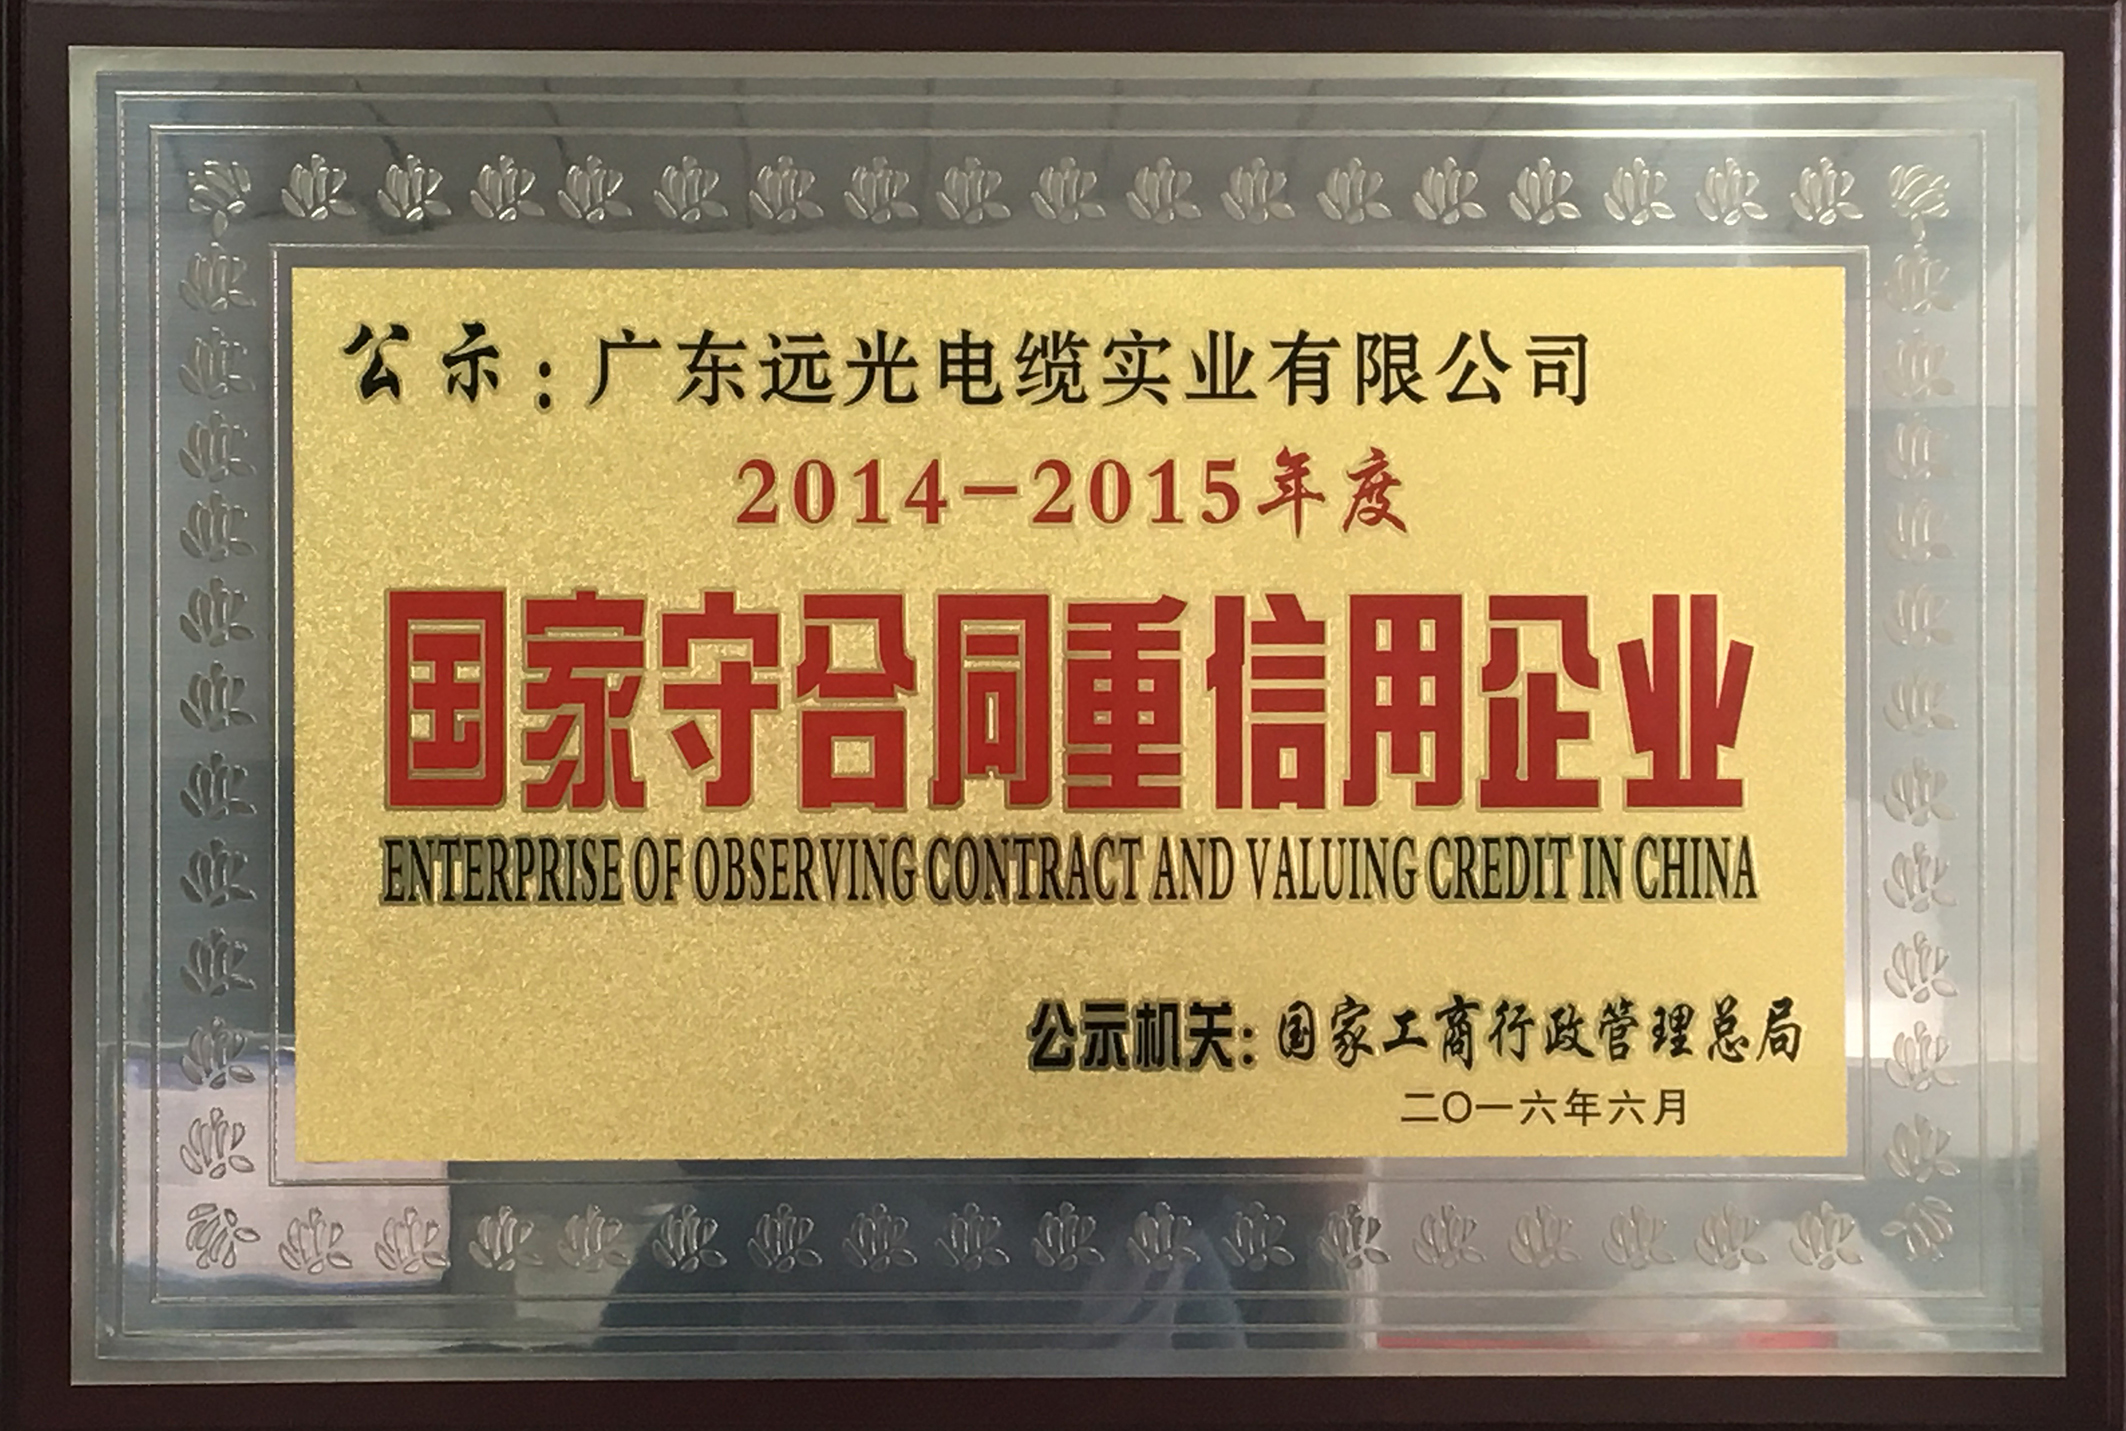 公示：广东远光电缆实业有限公司
2014-2015年度
国家守合同重信用企业
ENTERPRISE OF OBSERVING CONTRACT AND VALUING CREDIT IN CHINA
公示机关：国家工商行政管理总局
二〇一六年六月